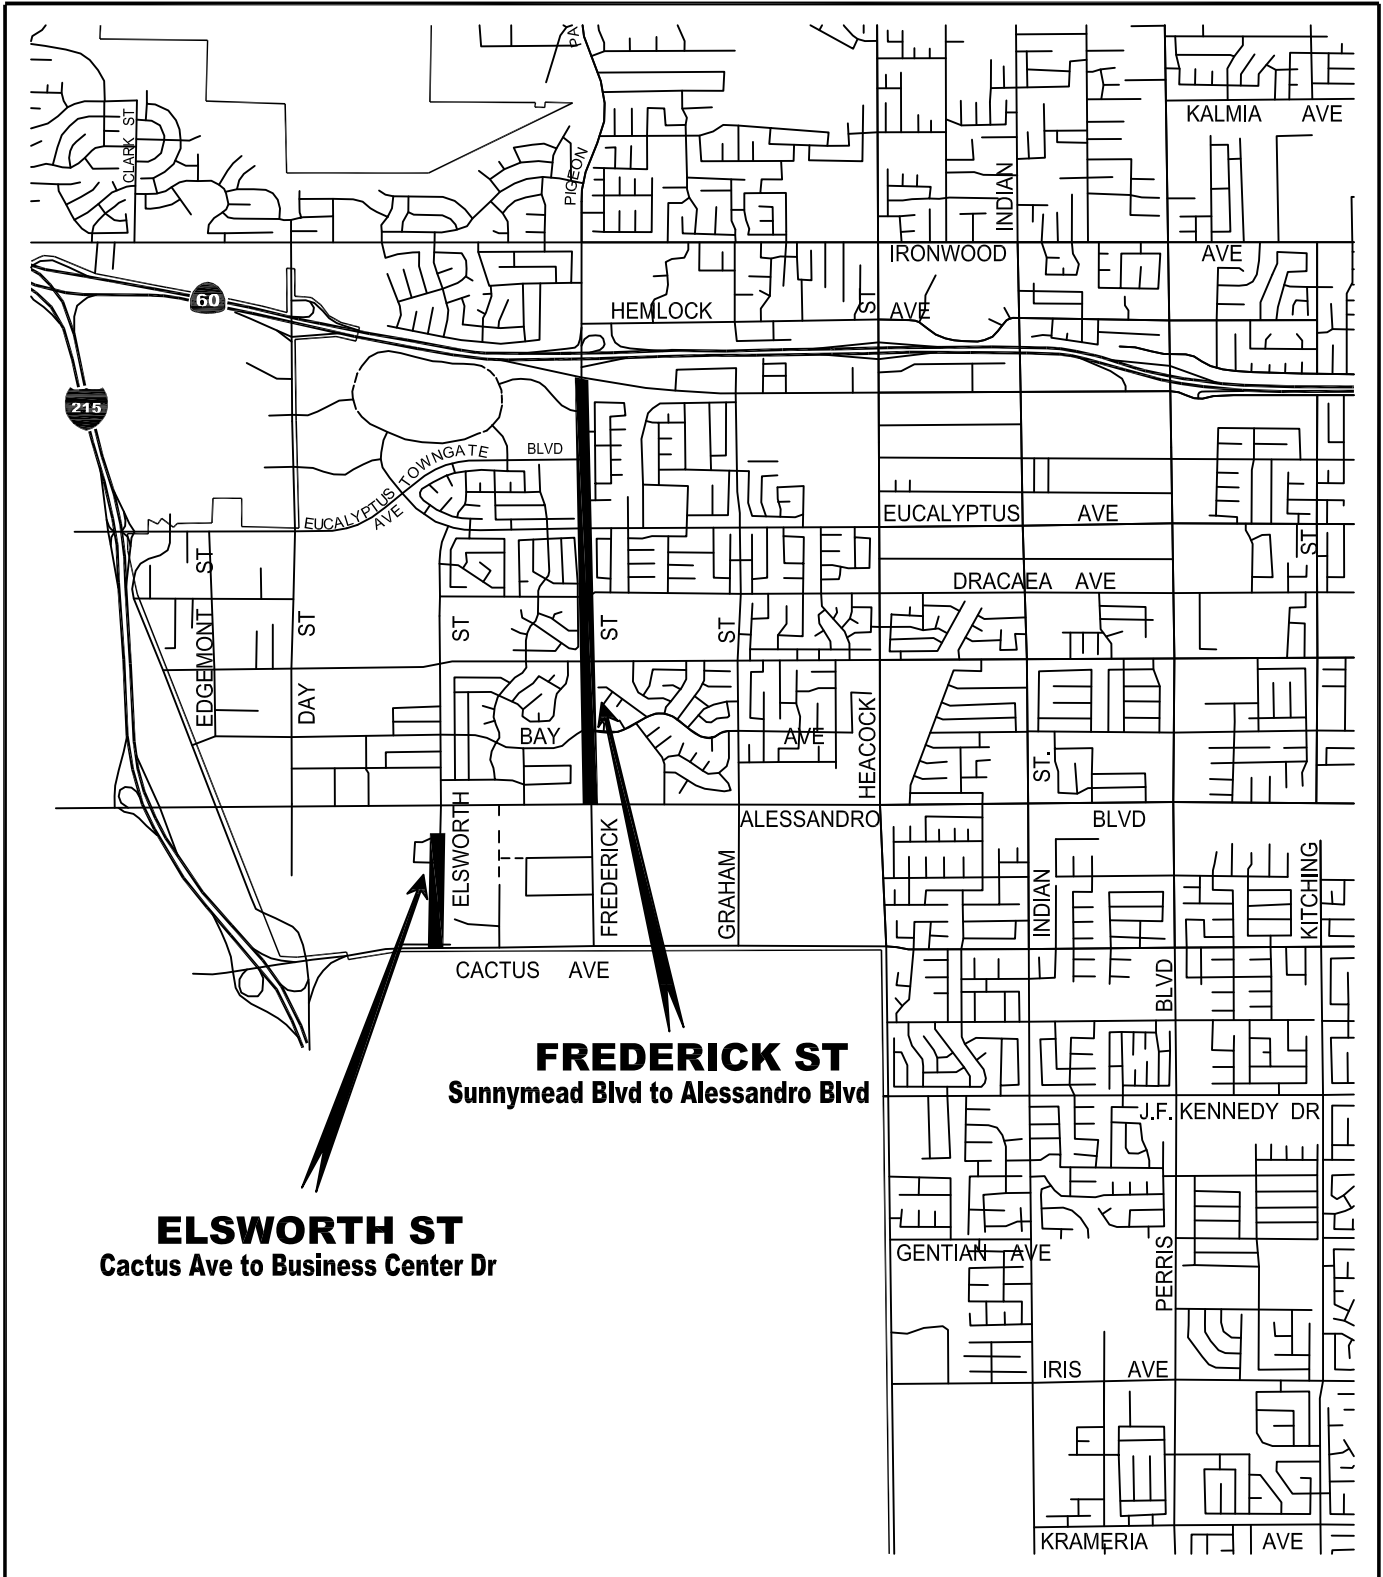 PA
KALMIA AVE
CLARK ST
PIGEON
INDIAN
IRONWOOD AVE
60
HEMLOCK AVE
ST
215
EUCALYPTUS AVE
TOWNGATE BLVD
EUCALYPTUS AVE
ST
DRACAEA AVE
EDGEMONT ST
DAY ST
ST
ST
ST
BAY AVE
HEACOCK
ST.
ALESSANDRO BLVD
ELSWORTH
FREDERICK
GRAHAM
INDIAN
KITCHING
CACTUS AVE
BLVD
FREDERICK ST
Sunnymead Blvd to Alessandro Blvd
J.F. KENNEDY DR
ELSWORTH ST
Cactus Ave to Business Center Dr
GENTIAN AVE
PERRIS
IRIS AVE
KRAMERIA AVE